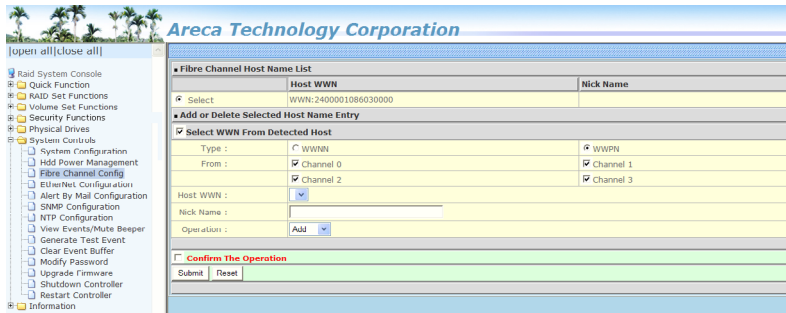 Areca Technology Corporation
|open all|close all|
Raid System Console
Quick Function
RAID Set Functions
Volume Set Functions
Security Functions
Physical Drives
System Controls
System Configuration
Hdd Power Management
Fibre Channel Config
EtherNet Configuration
Alert By Mail Configuration
SNMP Configuration
NTP Configuration
View Events/Mute Beeper
Generate Test Event
Clear Event Buffer
Modify Password
Upgrade Firmware
Shutdown Controller
Restart Controller
Information
Fibre Channel Host Name List
Host WWN Nick Name
Select WWN:2400001086030000
Add or Delete Selected Host Name Entry
Select WWN From Detected Host
Type : WWNN WWPN
From : Channel 0 Channel 1
Channel 2 Channel 3
Host WWN :
Nick Name :
Operation : Add
Confirm The Operation
Submit Reset